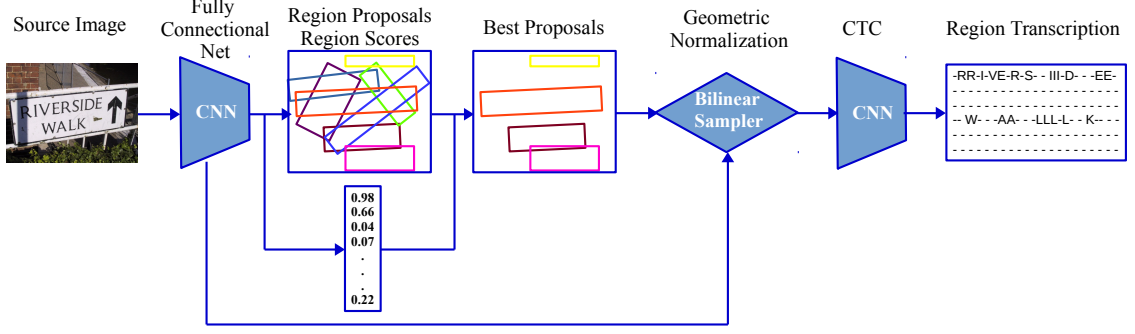 Source Image
Fully
Connectional
Net
Region Proposals
Region Scores
Best Proposals
Geometric
Normalization
CTC
Region Transcription
RIVERSIDE
WALK
CNN
Bilinear
Sampler
CNN
-RR-I-VE-R-S- - III-D- - -EE-
- - - - - - - - - - - - - - - - - -
- - - - - - - - - - - - - - - - - -
-- W- - -AA- - -LLL-L- - K-- - -
- - - - - - - - - - - - - - - - - -
- - - - - - - - - - - - - - - - - -
0.98
0.66
0.04
0.07
.
.
.
0.22